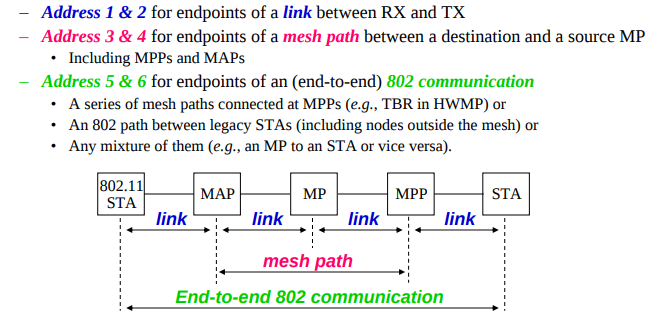 – Address 1 & 2 for endpoints of a link between RX and TX
– Address 3 & 4 for endpoints of a mesh path between a destination and a source MP
• Including MPPs and MAPs
– Address 5 & 6 for endpoints of an (end-to-end) 802 communication
• A series of mesh paths connected at MPPs (e.g., TBR in HWMP) or
• An 802 path between legacy STAs (including nodes outside the mesh) or
• Any mixture of them (e.g., an MP to an STA or vice versa).
802.11
STA
MAP
MP
MPP
STA
link
link
link
link
mesh path
End-to-end 802 communication